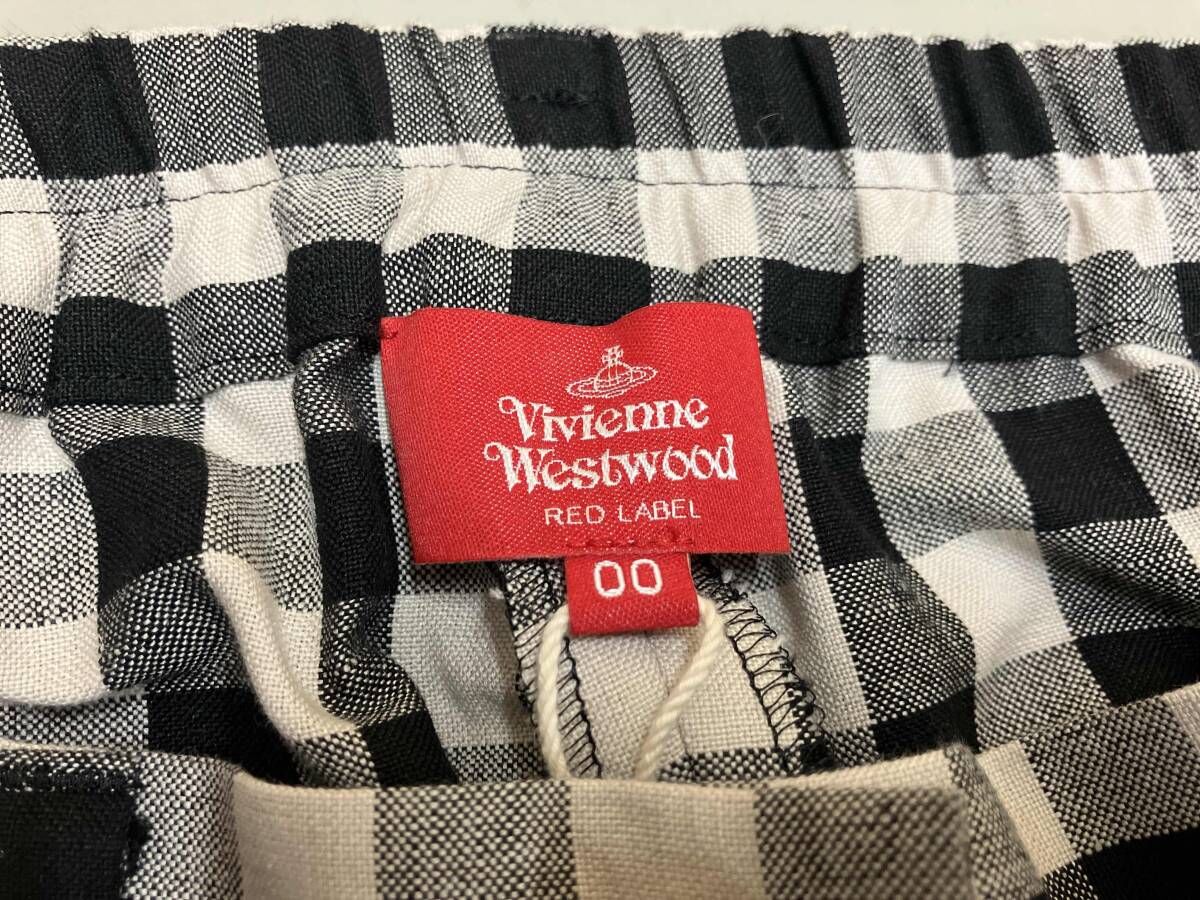 Vivienne
Westwood
RED LABEL
00